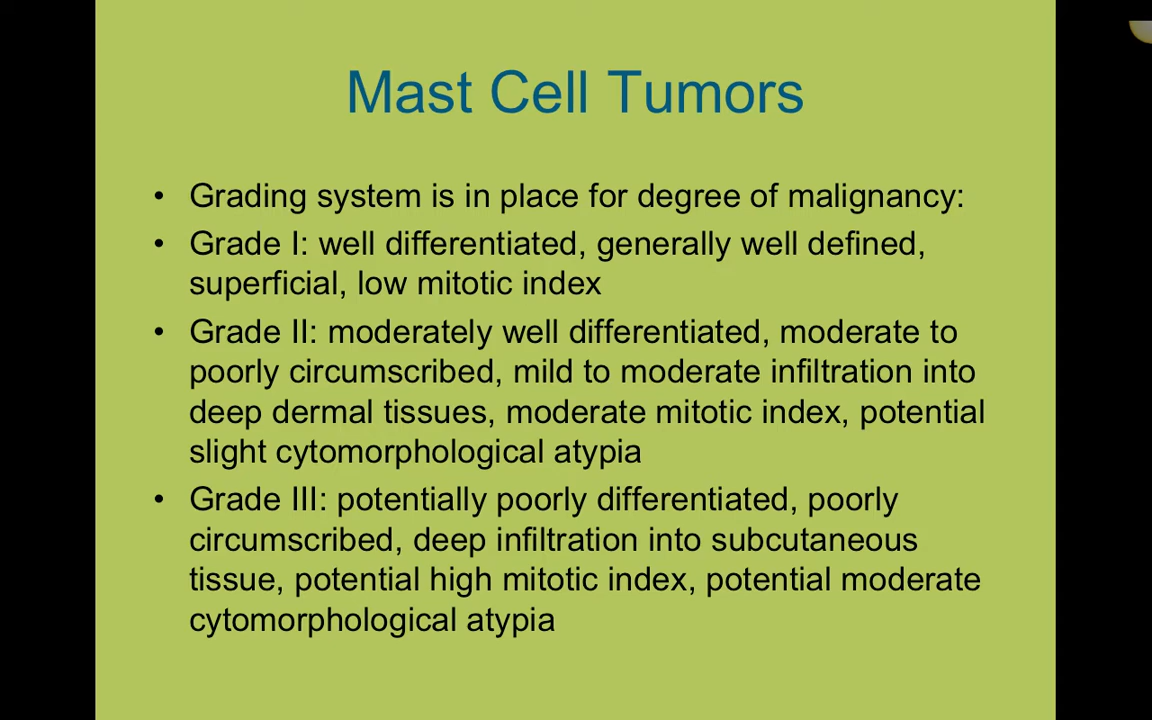 Mast Cell Tumors
• Grading system is in place for degree of malignancy:
• Grade I: well differentiated, generally well defined,
superficial, low mitotic index
• Grade II: moderately well differentiated, moderate to
poorly circumscribed, mild to moderate infiltration into
deep dermal tissues, moderate mitotic index, potential
slight cytomorphological atypia
• Grade III: potentially poorly differentiated, poorly
circumscribed, deep infiltration into subcutaneous
tissue, potential high mitotic index, potential moderate
cytomorphological atypia